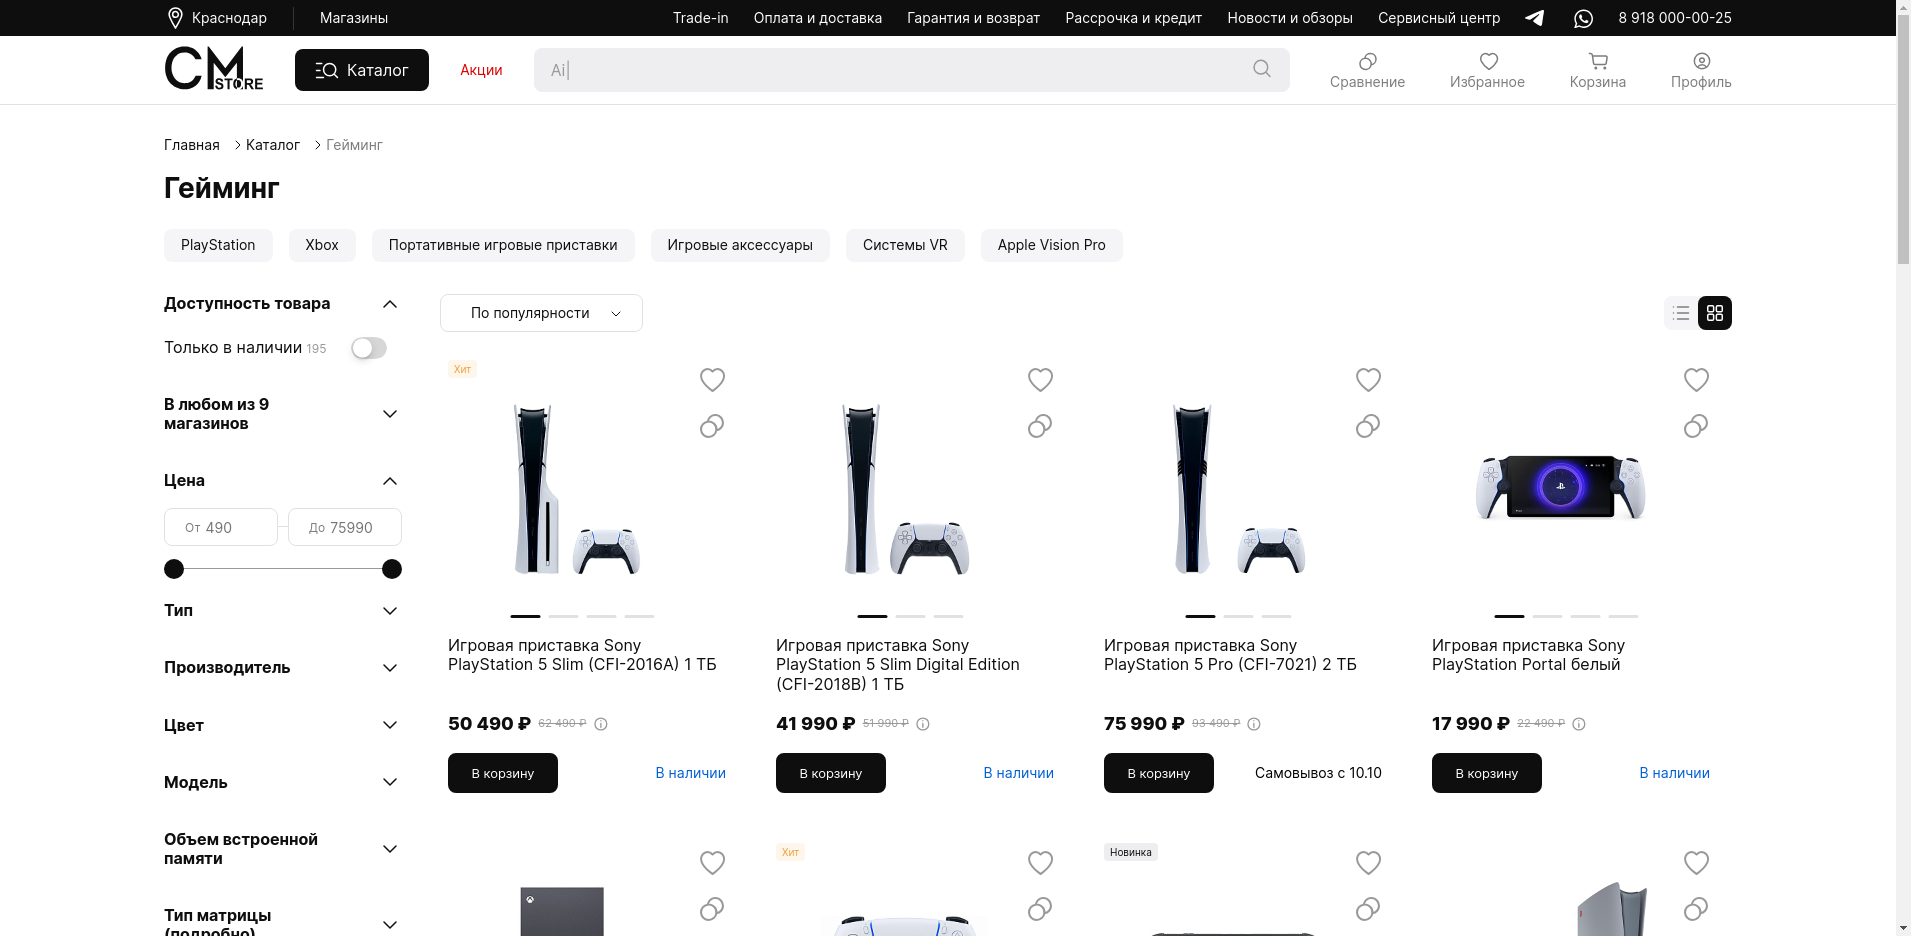 Краснодар
Магазины
Trade-in
Оплата и доставка
Гарантия и возврат
Рассрочка и кредит
Новости и обзоры
Сервисный центр
8 918 000-00-25
CM STORE
Каталог
Акции
Ai|
Сравнение
Избранное
Корзина
Профиль
Главная
Каталог
Гейминг
Гейминг
PlayStation
Xbox
Портативные игровые приставки
Игровые аксессуары
Системы VR
Apple Vision Pro
Доступность товара
Только в наличии 195
В любом из 9
магазинов
Цена
От 490
До 75990
Тип
Производитель
Цвет
Модель
Объем встроенной
памяти
Тип матрицы
(подробно)
По популярности
Хит
Игровая приставка Sony
PlayStation 5 Slim (CFI-2016A) 1 ТБ
50 490 ₽ 62 490 ₽
В корзину
В наличии
Игровая приставка Sony
PlayStation 5 Slim Digital Edition
(CFI-2018B) 1 ТБ
41 990 ₽ 51 990 ₽
В корзину
В наличии
Игровая приставка Sony
PlayStation 5 Pro (CFI-7021) 2 ТБ
75 990 ₽ 93 490 ₽
В корзину
Самовывоз с 10.10
Игровая приставка Sony
PlayStation Portal белый
17 990 ₽ 22 490 ₽
В корзину
В наличии
Хит
Новинка